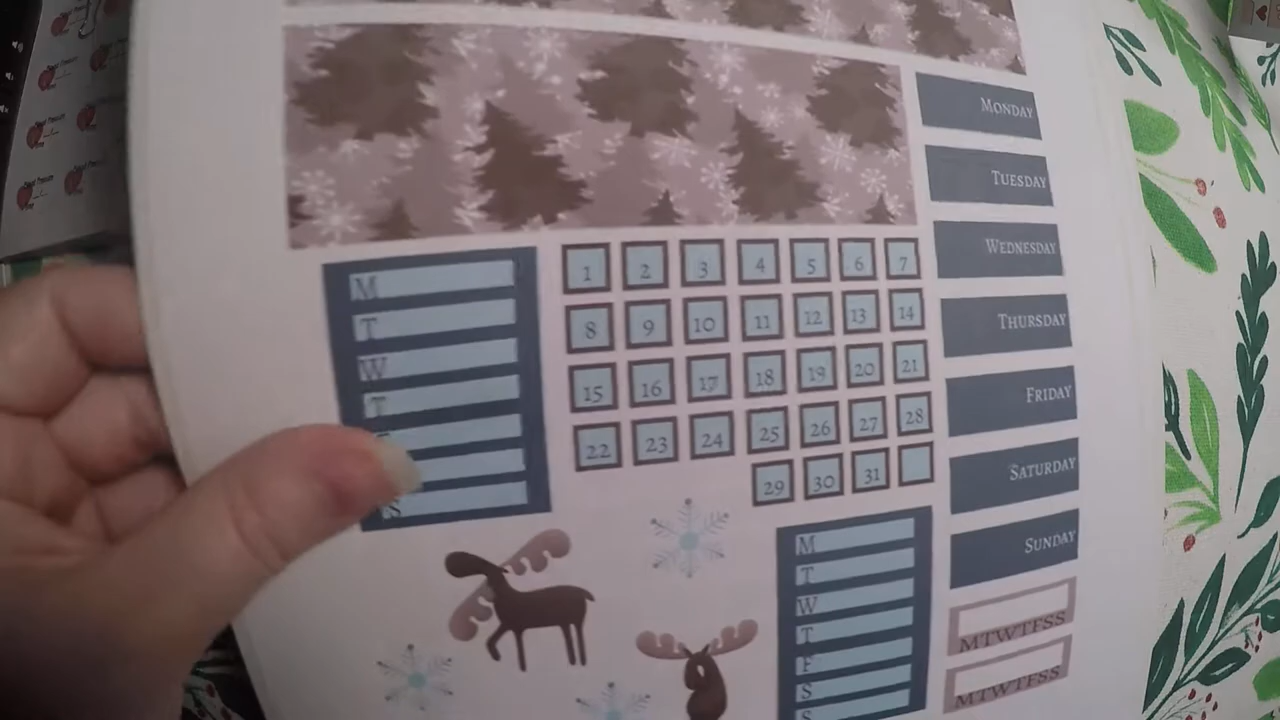 MONDAY
TUESDAY
WEDNESDAY
THURSDAY
FRIDAY
SATURDAY
SUNDAY
M
T
W
T
S
1 2 3 4 5 6 7
8 9 10 11 12 13 14
15 16 17 18 19 20 21
22 23 24 25 26 27 28
29 30 31
M
T
W
T
F
S
S
MTWTFSS
MTWTFSS